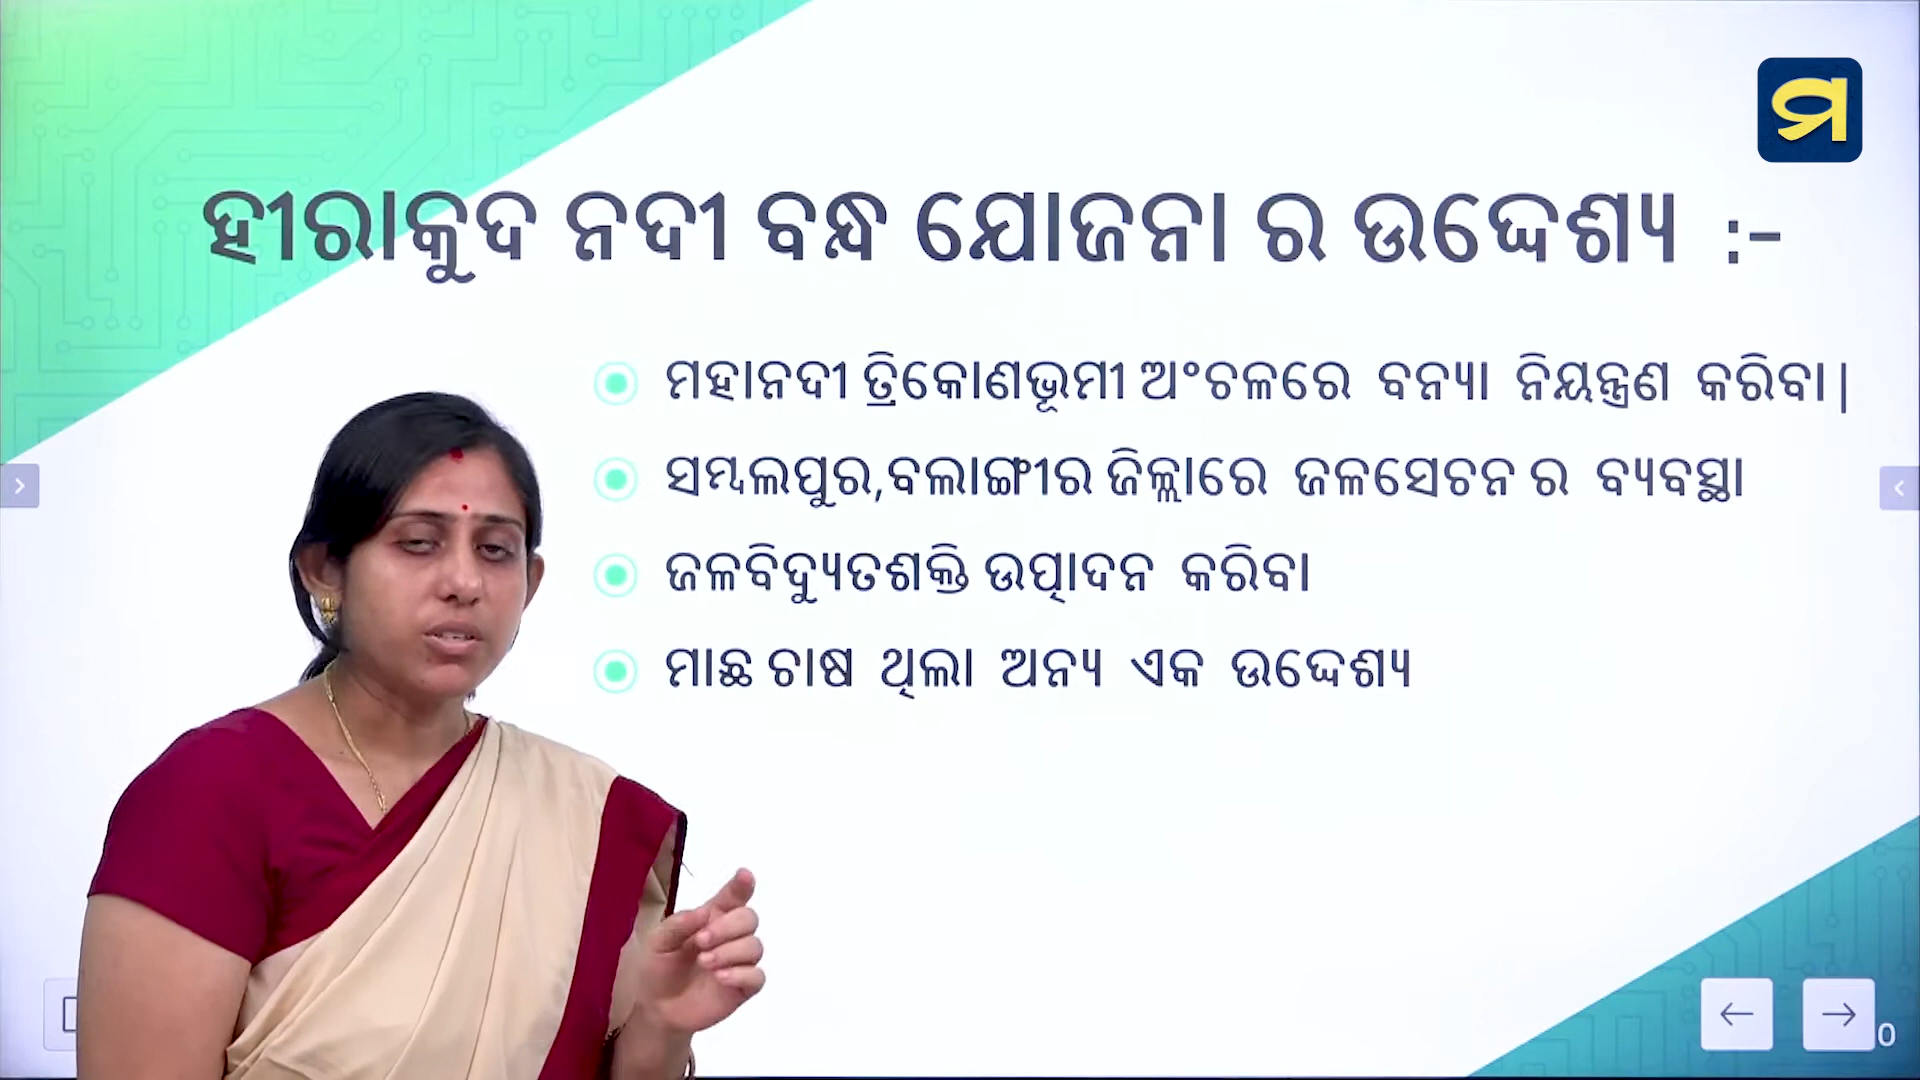 ମ
ହୀରାକୁଦ ନଦୀ ବନ୍ଧ ଯୋଜନା ର ଉଦ୍ଦେଶ୍ୟ :-
ମହାନଦୀ ତ୍ରିକୋଣଭୂମୀ ଅଂଚଳରେ ବନ୍ୟା ନିୟନ୍ତ୍ରଣ କରିବା|
ସମ୍ବଲପୁର,ବଲାଙ୍ଗୀର ଜିଲ୍ଲାରେ ଜଳସେଚନ ର ବ୍ୟବସ୍ଥା
ଜଳବିଦ୍ୟୁତଶକ୍ତି ଉତ୍ପାଦନ କରିବା
ମାଛ ଚାଷ ଥିଲା ଅନ୍ୟ ଏକ ଉଦ୍ଦେଶ୍ୟ
0